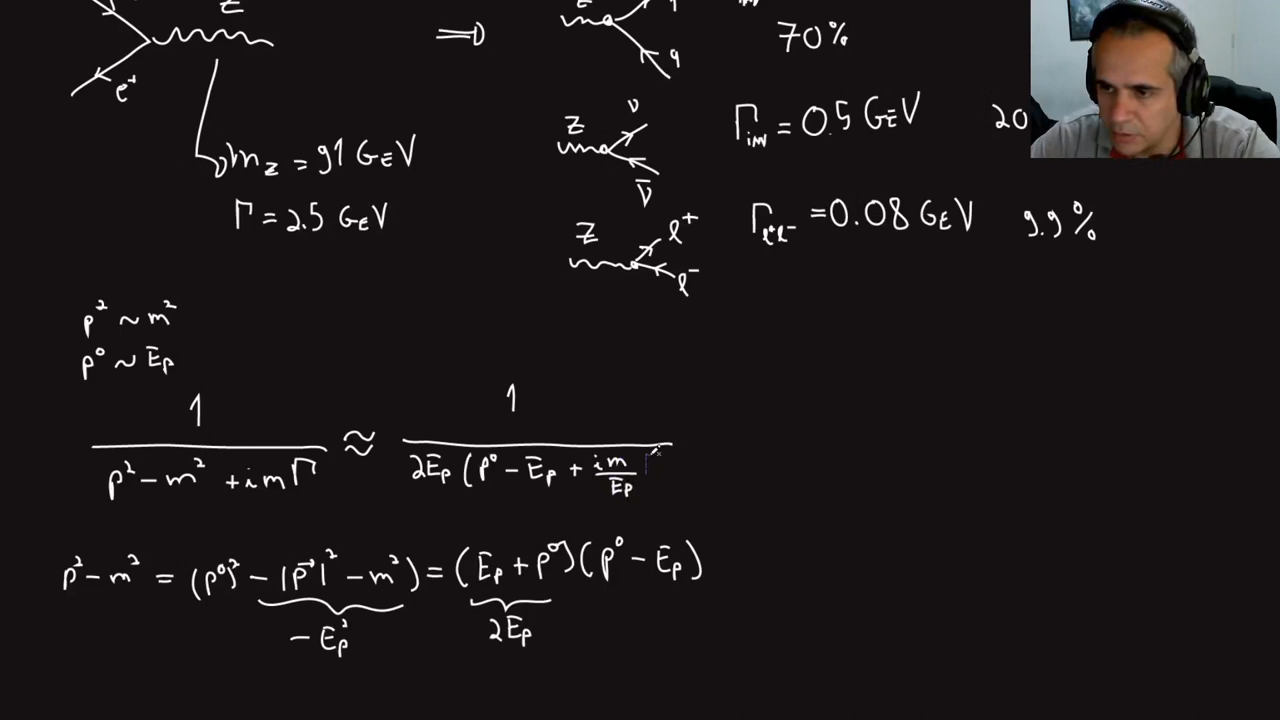 Z
e⁺
⟹
q
70%
m_Z = 91 GeV
Γ = 2.5 GeV
Z ν
ν̄
Γ_inv = 0.5 GeV 20
Z l⁺
l⁻
Γ_l⁺l⁻ = 0.08 GeV 9.9%
p² ~ m²
p⁰ ~ E_p
1 / (p² - m² + imΓ) ≈ 1 / (2E_p (p⁰ - E_p + im/E_p
p² - m² = (p⁰)² - |p⃗|² - m²) = (E_p + p⁰)(p⁰ - E_p)
-E_p² 2E_p